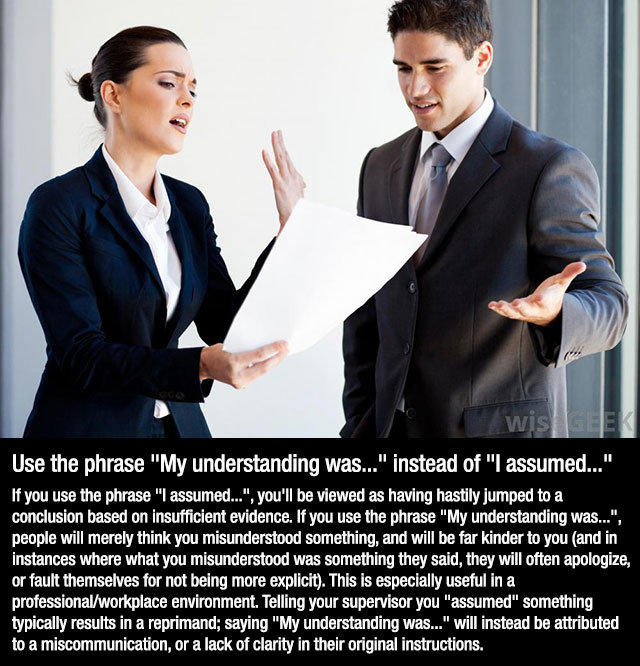 wiseGEEK
Use the phrase "My understanding was..." instead of "I assumed..."
If you use the phrase "I assumed...", you'll be viewed as having hastily jumped to a
conclusion based on insufficient evidence. If you use the phrase "My understanding was...",
people will merely think you misunderstood something, and will be far kinder to you (and in
instances where what you misunderstood was something they said, they will often apologize,
or fault themselves for not being more explicit). This is especially useful in a
professional/workplace environment. Telling your supervisor you "assumed" something
typically results in a reprimand; saying "My understanding was..." will instead be attributed
to a miscommunication, or a lack of clarity in their original instructions.